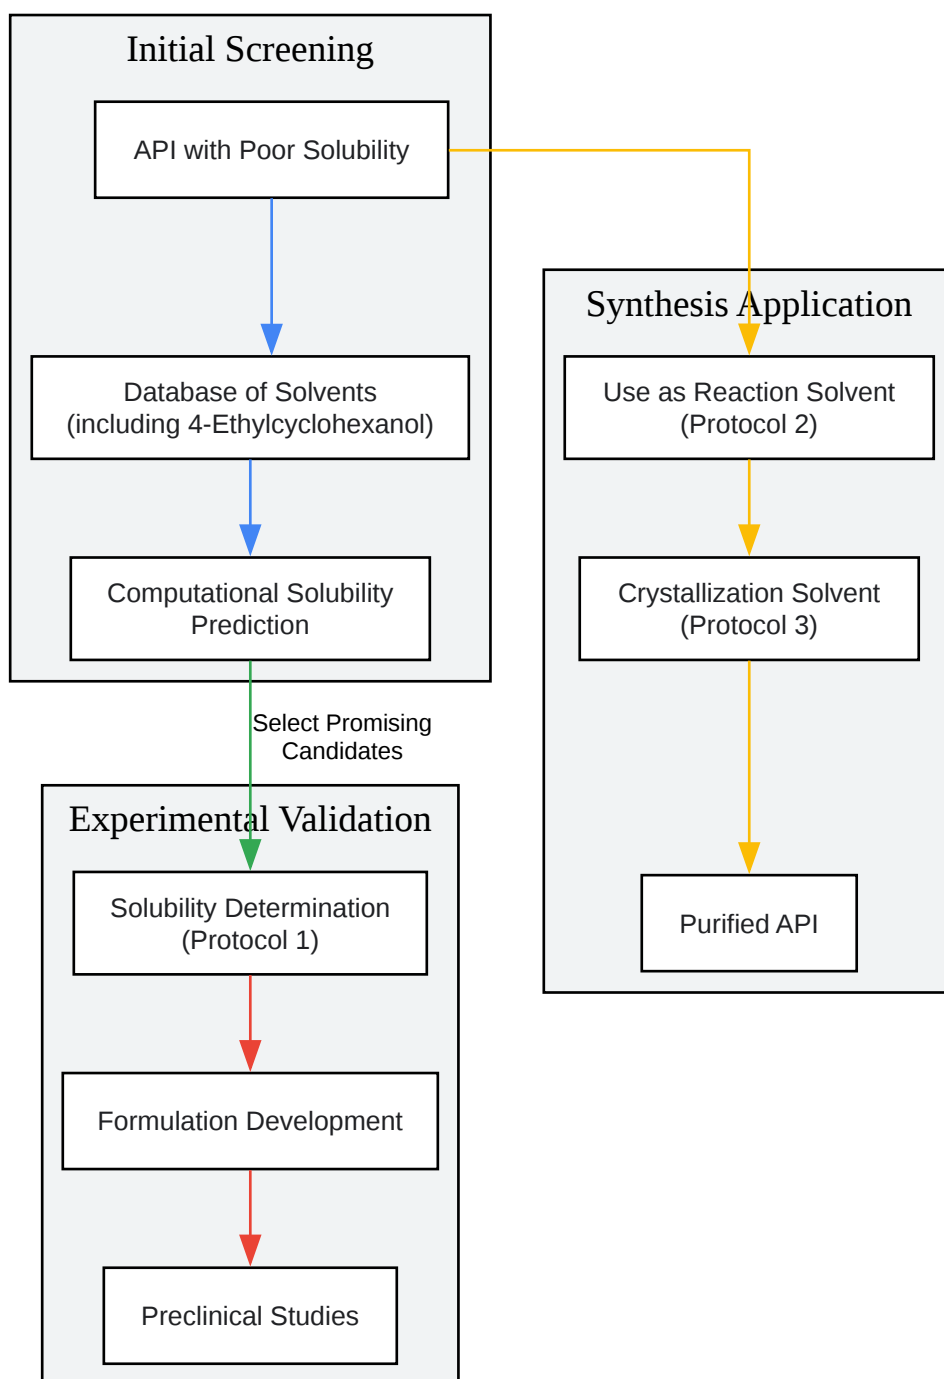 Initial Screening
API with Poor Solubility
Database of Solvents
(including 4-Ethylcyclohexanol)
Computational Solubility
Prediction
Select Promising
Candidates
Experimental Validation
Solubility Determination
(Protocol 1)
Formulation Development
Preclinical Studies
Synthesis Application
Use as Reaction Solvent
(Protocol 2)
Crystallization Solvent
(Protocol 3)
Purified API